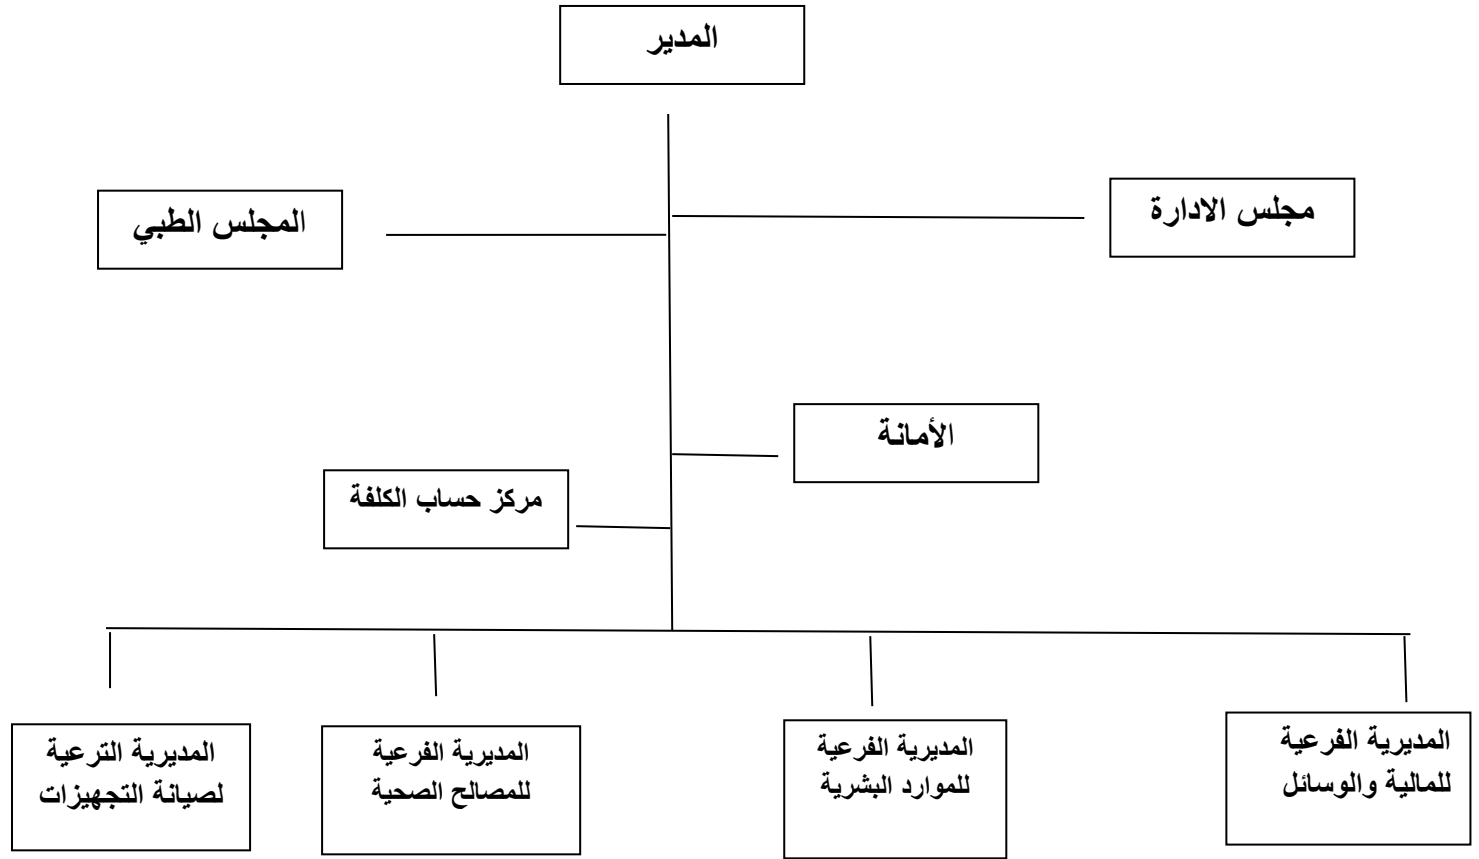 المدير
مجلس الادارة
المجلس الطبي
الأمانة
مركز حساب الكلفة
المديرية الفرعية
للمالية والوسائل
المديرية الفرعية
للموارد البشرية
المديرية الفرعية
للمصالح الصحية
المديرية الترعية
لصيانة التجهيزات